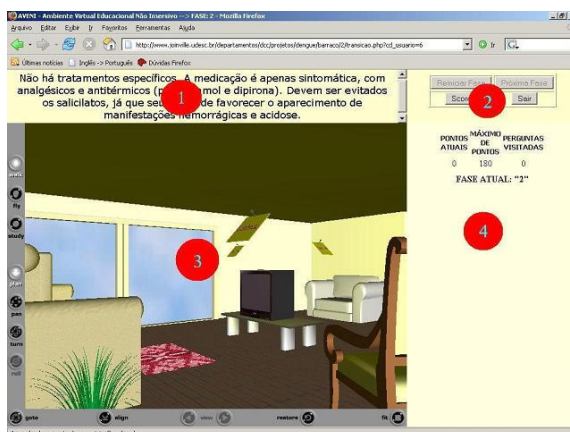 AVENI - Ambiente Virtual Educacional Não Imersivo --> FASE: 2 - Mozilla Firefox
Arquivo Editar Exibir Ir Favoritos Ferramentas Ajuda
http://www.joinville.udesc.br/departamentos/dcc/projetos/dengue/barraco2/transicao.php?cd_usuario=6
Ir
Últimas notícias Inglês -> Português Dúvidas Firefox
Não há tratamentos específicos. A medicação é apenas sintomática, com
analgésicos e antitérmicos ( mol e dipirona). Devem ser evitados
os salicilatos, já que seu de favorecer o aparecimento de
manifestações hemorrágicas e acidose.
1
Reiniciar Fase Próxima Fase
Score Sair
2
PONTOS ATUAIS MÁXIMO DE PONTOS PERGUNTAS VISITADAS
0 180 0
FASE ATUAL: "2"
3
4
walk
fly
study
plan
pan
turn
roll
goto align view restore fit